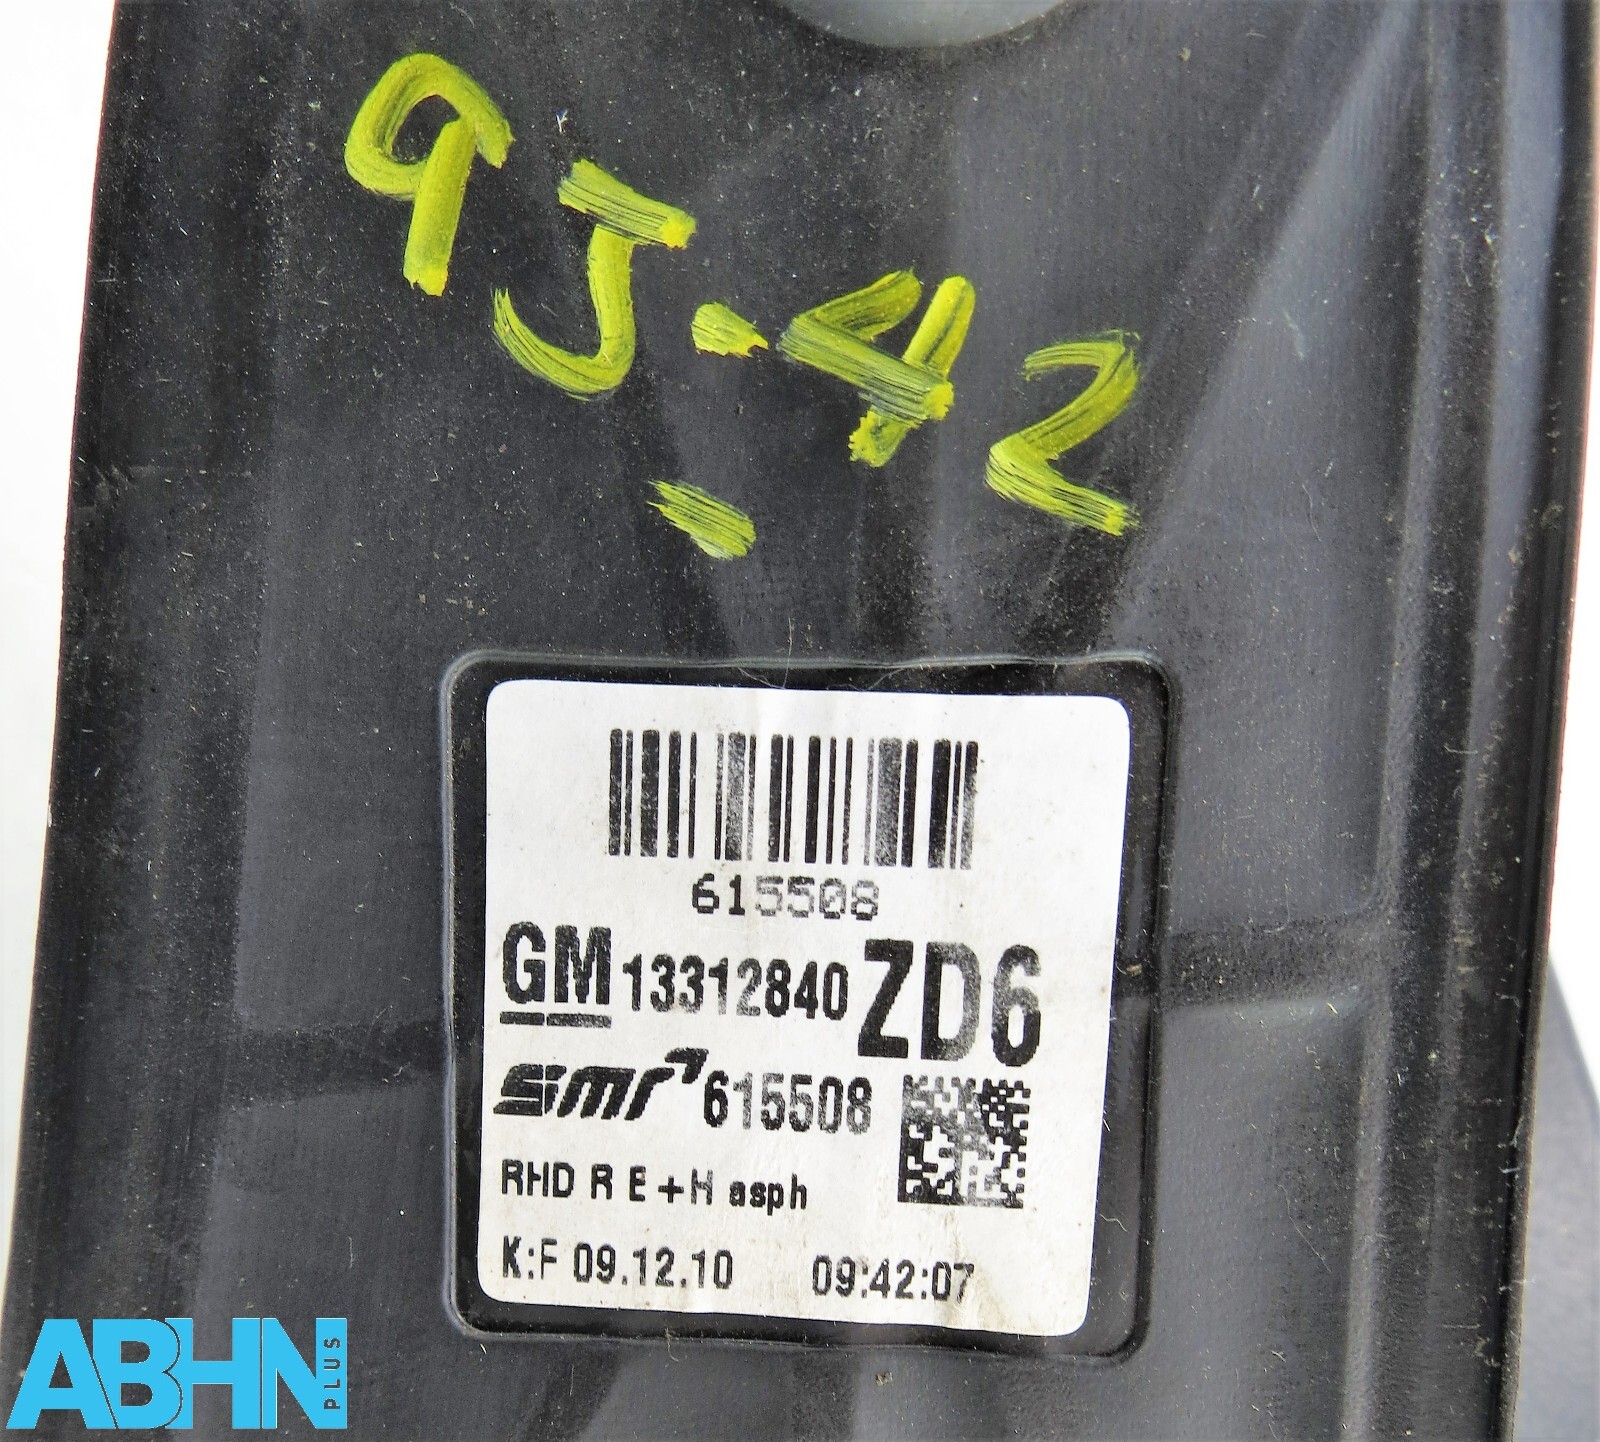 9J.42
615508
GM 13312840 ZD6
smr 615508
RHD R E+H asph
K:F 09.12.10 09:42:07
ABHN PLUS